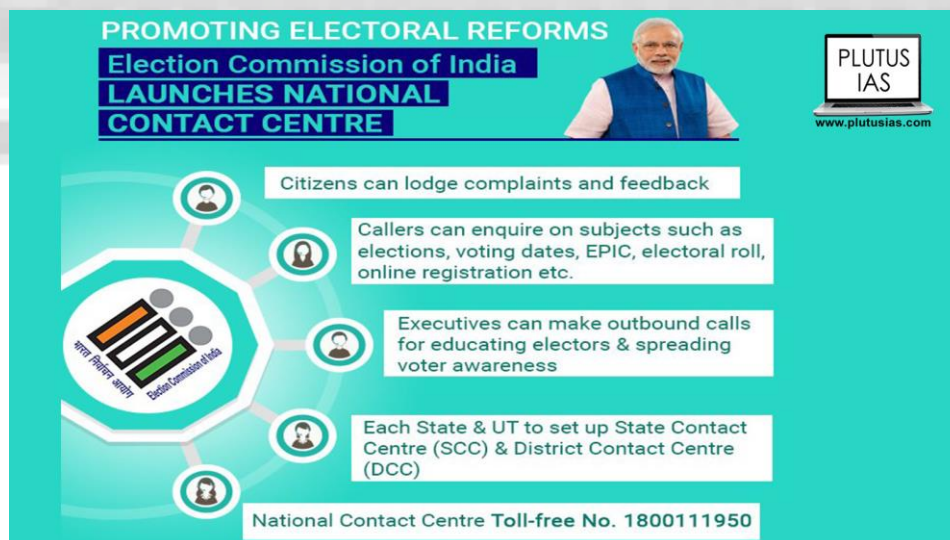 PROMOTING ELECTORAL REFORMS
Election Commission of India
LAUNCHES NATIONAL
CONTACT CENTRE
PLUTUS
IAS
www.plutusias.com
Citizens can lodge complaints and feedback
Callers can enquire on subjects such as
elections, voting dates, EPIC, electoral roll,
online registration etc.
भारत निर्वाचन आयोग
Election Commission of India
Executives can make outbound calls
for educating electors & spreading
voter awareness
Each State & UT to set up State Contact
Centre (SCC) & District Contact Centre
(DCC)
National Contact Centre Toll-free No. 1800111950